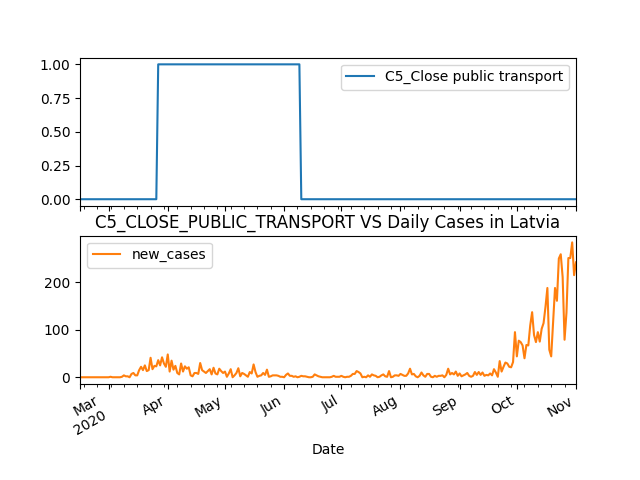 1.00
0.75
0.50
0.25
0.00
C5_Close public transport
C5_CLOSE_PUBLIC_TRANSPORT VS Daily Cases in Latvia
200
100
0
new_cases
Mar
2020
Apr
May
Jun
Jul
Aug
Sep
Oct
Nov
Date